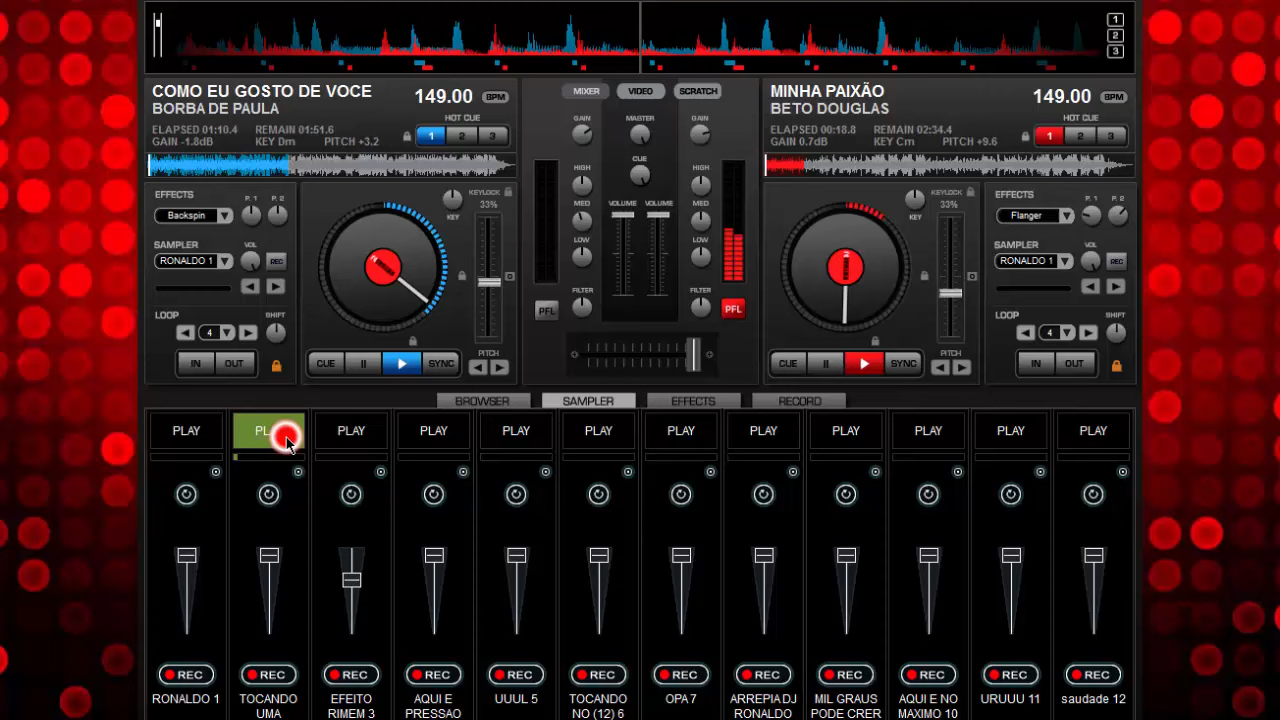 1
2
3
COMO EU GOSTO DE VOCE
BORBA DE PAULA
149.00 BPM
HOT CUE
ELAPSED 01:10.4 REMAIN 01:51.6
GAIN -1.8dB KEY Dm PITCH +3.2
1 2 3
MIXER VIDEO SCRATCH
GAIN MASTER GAIN
HIGH CUE HIGH
MED VOLUME VOLUME MED
LOW LOW
FILTER FILTER
PFL PFL
MINHA PAIXÃO
BETO DOUGLAS
149.00 BPM
HOT CUE
ELAPSED 00:18.8 REMAIN 02:34.4
GAIN 0.7dB KEY Cm PITCH +9.6
1 2 3
EFFECTS P. 1 P. 2
Backspin
SAMPLER VOL
RONALDO 1 REC
LOOP SHIFT
4
IN OUT
KEYLOCK
33%
KEY
0
PITCH
CUE II SYNC
KEYLOCK
33%
KEY
0
PITCH
CUE II SYNC
EFFECTS P. 1 P. 2
Flanger
SAMPLER VOL
RONALDO 1 REC
LOOP SHIFT
4
IN OUT
BROWSER SAMPLER EFFECTS RECORD
PLAY PLAY PLAY PLAY PLAY PLAY PLAY PLAY PLAY PLAY PLAY
REC REC REC REC REC REC REC REC REC REC REC REC
RONALDO 1
TOCANDO
UMA
EFEITO
RIMEM 3
AQUI E
PRESSAO
UUUL 5
TOCANDO
NO (12) 6
OPA 7
ARREPIA DJ
RONALDO
MIL GRAUS
PODE CRER
AQUI E NO
MAXIMO 10
URUUU 11
saudade 12